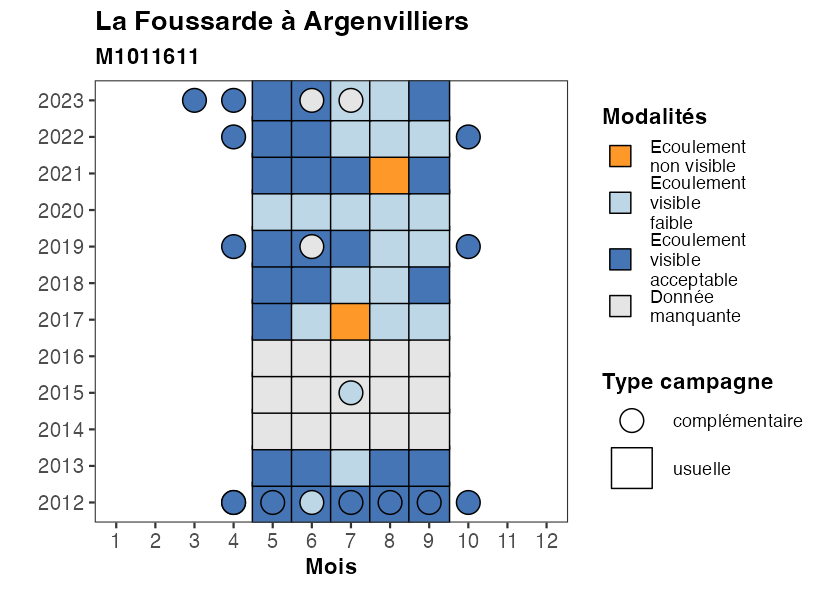 La Foussarde à Argenvilliers
M1011611
2023
2022
2021
2020
2019
2018
2017
2016
2015
2014
2013
2012
1 2 3 4 5 6 7 8 9 10 11 12
Mois
Modalités
Ecoulement
non visible
Ecoulement
visible
faible
Ecoulement
visible
acceptable
Donnée
manquante
Type campagne
complémentaire
usuelle